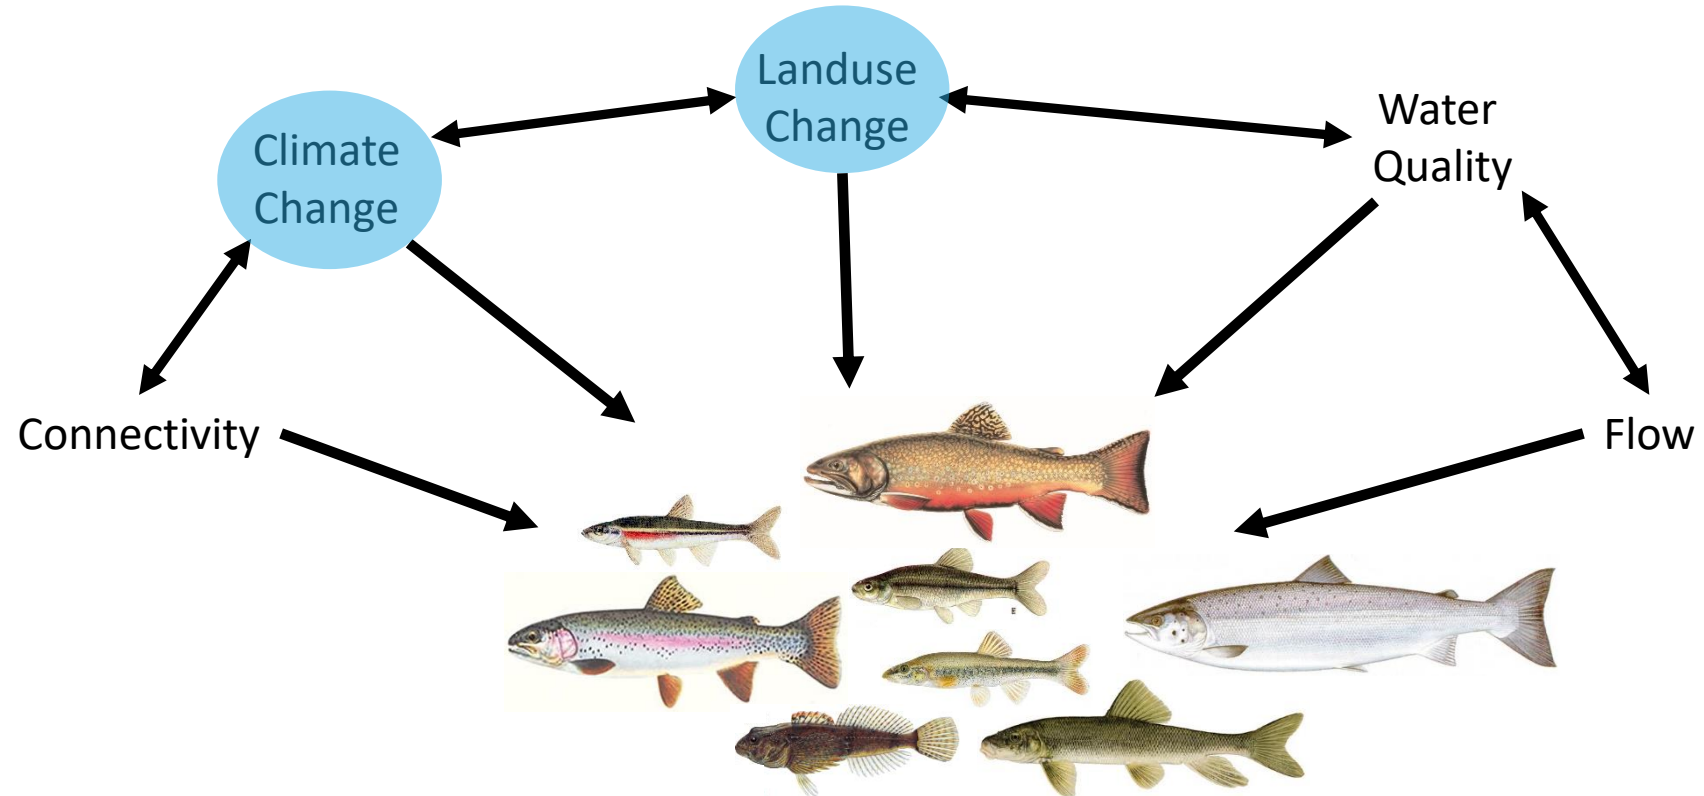 Landuse
Change
Climate
Change
Water
Quality
Connectivity
Flow